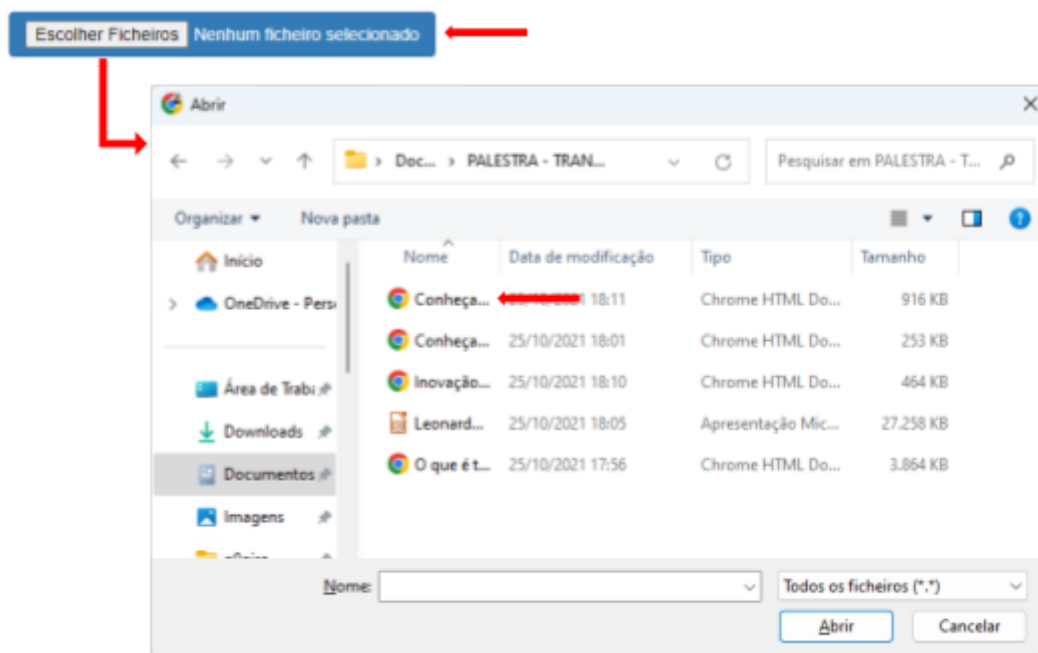 Escolher Ficheiros Nenhum ficheiro selecionado
Abrir
Doc... > PALESTRA - TRAN... Pesquisar em PALESTRA - T...
Organizar Nova pasta
Início
OneDrive - Pers
Área de Traba
Downloads
Documentos
Imagens
Nome Data de modificação Tipo Tamanho
Conheça... 18:11 Chrome HTML Do... 916 KB
Conheça... 25/10/2021 18:01 Chrome HTML Do... 253 KB
Inovação... 25/10/2021 18:10 Chrome HTML Do... 464 KB
Leonard... 25/10/2021 18:05 Apresentação Mic... 27.258 KB
O que é t... 25/10/2021 17:56 Chrome HTML Do... 3.864 KB
Nome: Todos os ficheiros (*.*)
Abrir Cancelar